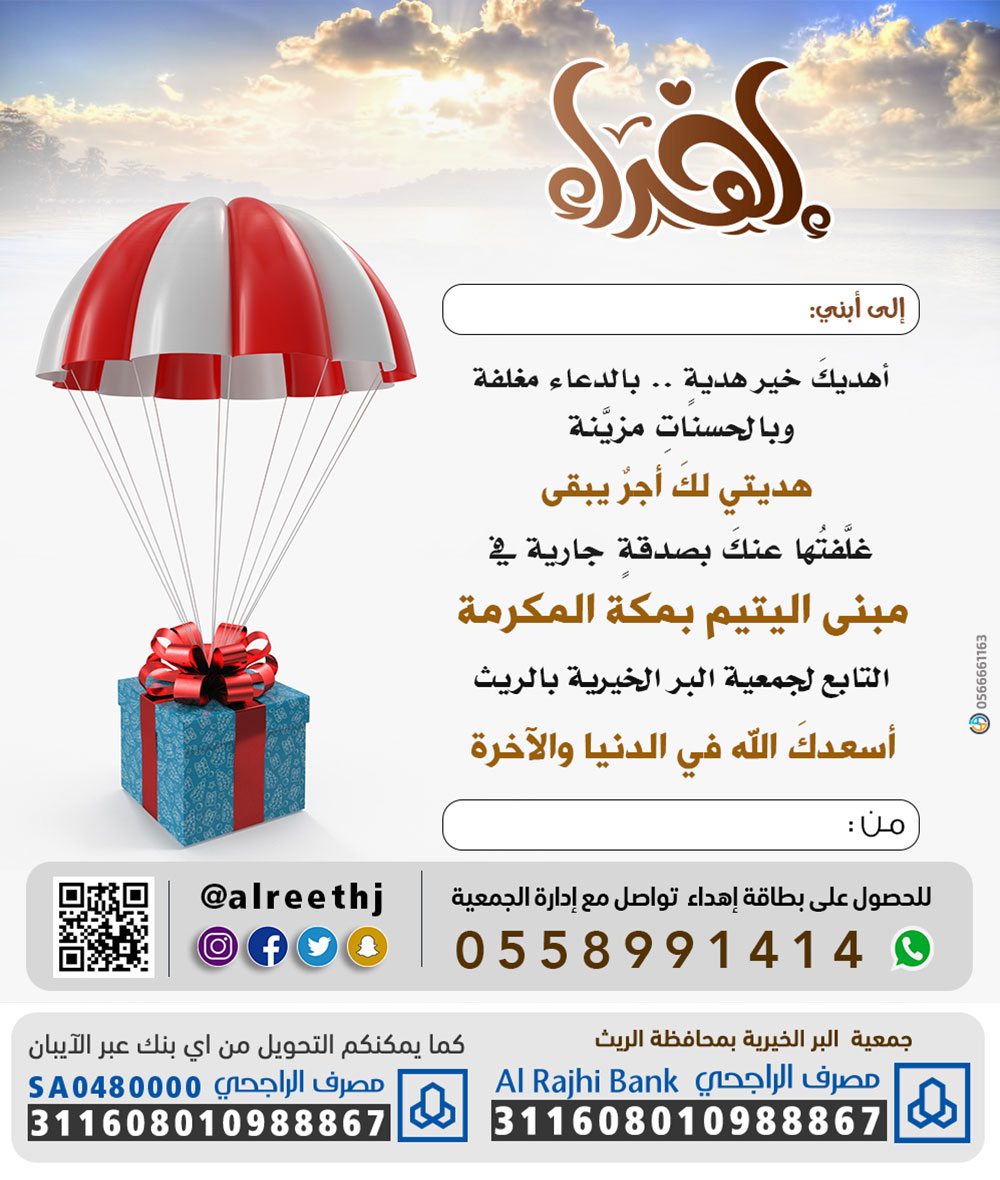 إهداء
إلى أبني:
أهديكَ خير هديةٍ .. بالدعاء مغلفة
وبالحسناتِ مزيَّنة
هديتي لكَ أجرٌ يبقى
غلَّفتُها عنكَ بصدقةٍ جارية في
مبنى اليتيم بمكة المكرمة
التابع لجمعية البر الخيرية بالريث
أسعدكَ الله في الدنيا والآخرة
من :
0566661163
للحصول على بطاقة إهداء تواصل مع إدارة الجمعية
0558991414
@alreethj
جمعية البر الخيرية بمحافظة الريث
مصرف الراجحي Al Rajhi Bank
311608010988867
كما يمكنكم التحويل من اي بنك عبر الآيبان
مصرف الراجحي SA0480000
311608010988867